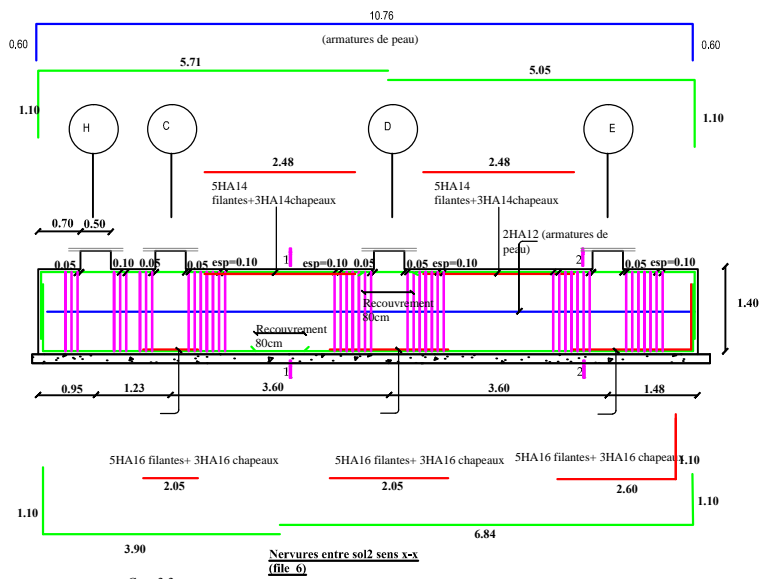 10.76
0,60
(armatures de peau)
0.60
5.71
5.05
1.10
1.10
H
C
D
E
2.48
2.48
5HA14
filantes+3HA14chapeaux
5HA14
filantes+3HA14chapeaux
0.70
0.50
2HA12 (armatures de
peau)
1
2
0.05
0.10
0.05
0.05
esp=0.10
esp=0.10
0.05
0.05
esp=0.10
0.05
esp=0.10
Recouvrement
80cm
1.40
Recouvrement
80cm
1
2
0.95
1.23
3.60
3.60
1.48
5HA16 filantes+ 3HA16 chapeaux
5HA16 filantes+ 3HA16 chapeaux
5HA16 filantes+ 3HA16 chapeaux
1.10
2.05
2.05
2.60
1.10
1.10
3.90
6.84
Nervures entre sol2 sens x-x
(file 6)